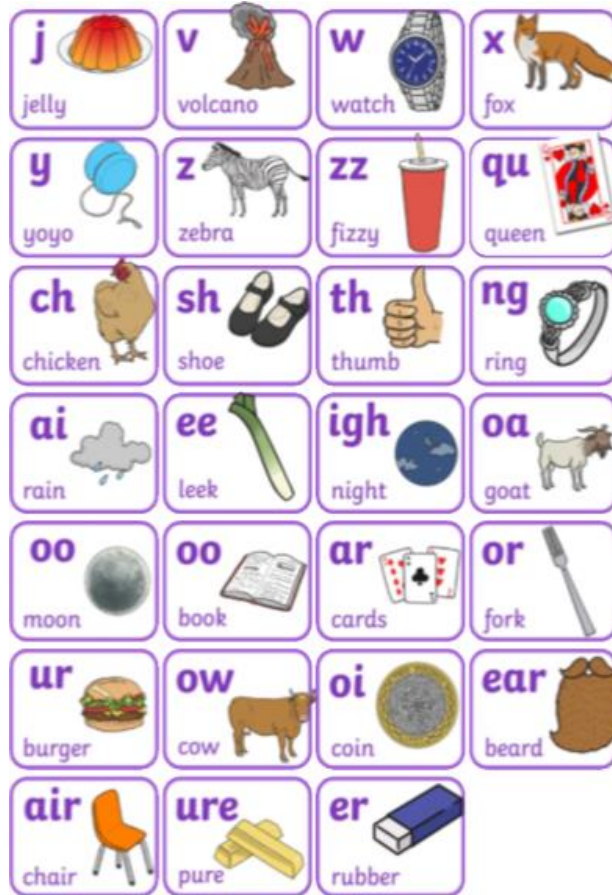 j
jelly
v
volcano
w
watch
x
fox
y
yoyo
z
zebra
zz
fizzy
qu
queen
ch
chicken
sh
shoe
th
thumb
ng
ring
ai
rain
ee
leek
igh
night
oa
goat
oo
moon
oo
book
ar
cards
or
fork
ur
burger
ow
cow
oi
coin
ear
beard
air
chair
ure
pure
er
rubber